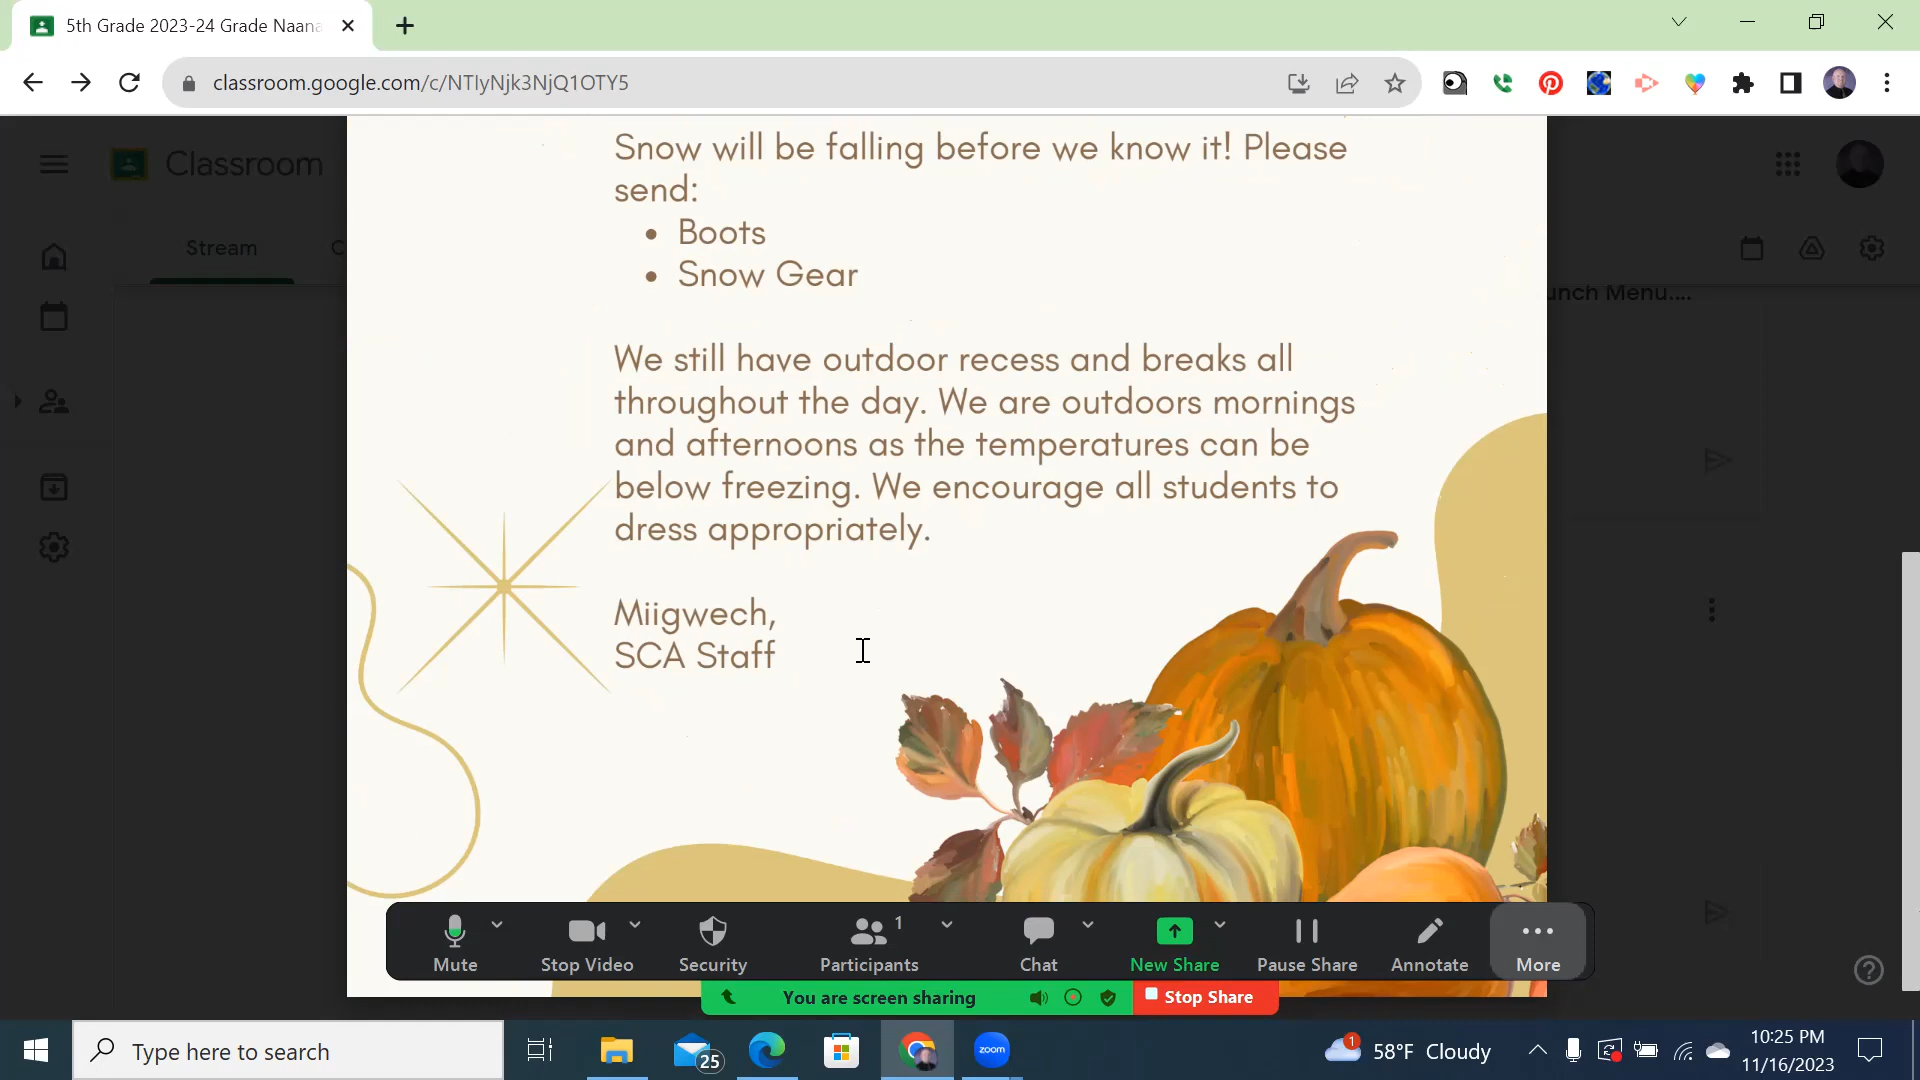 5th Grade 2023-24 Grade Naana
classroom.google.com/c/NTIyNjk3NjQ1OTY5
Classroom
Stream
unch Menu....
Snow will be falling before we know it! Please
send:
• Boots
• Snow Gear
We still have outdoor recess and breaks all
throughout the day. We are outdoors mornings
and afternoons as the temperatures can be
below freezing. We encourage all students to
dress appropriately.
Miigwech,
SCA Staff
Mute
Stop Video
Security
1
Participants
Chat
New Share
Pause Share
Annotate
More
You are screen sharing
Stop Share
Type here to search
25
zoom
1
58°F Cloudy
10:25 PM
11/16/2023